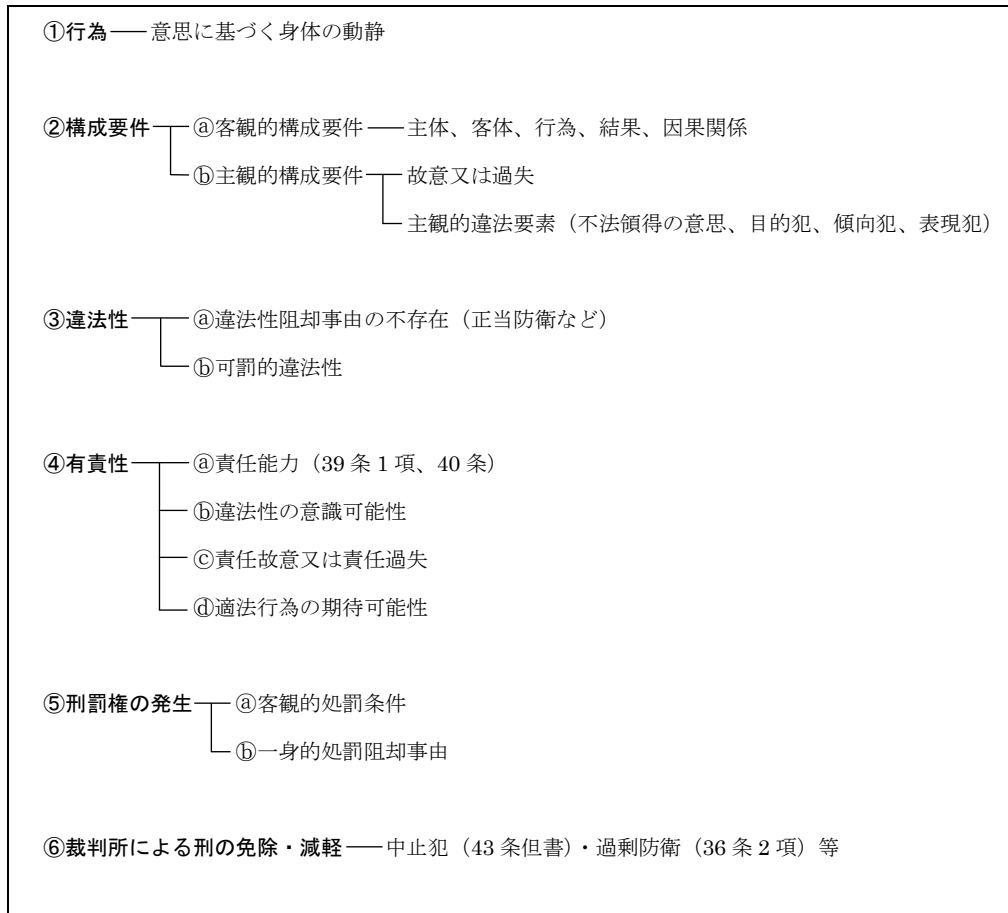 ①行為 意思に基づく身体の動静
②構成要件 ⓐ客観的構成要件 主体、客体、行為、結果、因果関係
ⓑ主観的構成要件 故意又は過失
主観的違法要素（不法領得の意思、目的犯、傾向犯、表現犯）
③違法性 ⓐ違法性阻却事由の不存在（正当防衛など）
ⓑ可罰的違法性
④有責性 ⓐ責任能力（39 条 1 項、40 条）
ⓑ違法性の意識可能性
ⓒ責任故意又は責任過失
ⓓ適法行為の期待可能性
⑤刑罰権の発生 ⓐ客観的処罰条件
ⓑ一身的処罰阻却事由
⑥裁判所による刑の免除・減軽 中止犯（43 条但書）・過剰防衛（36 条 2 項）等